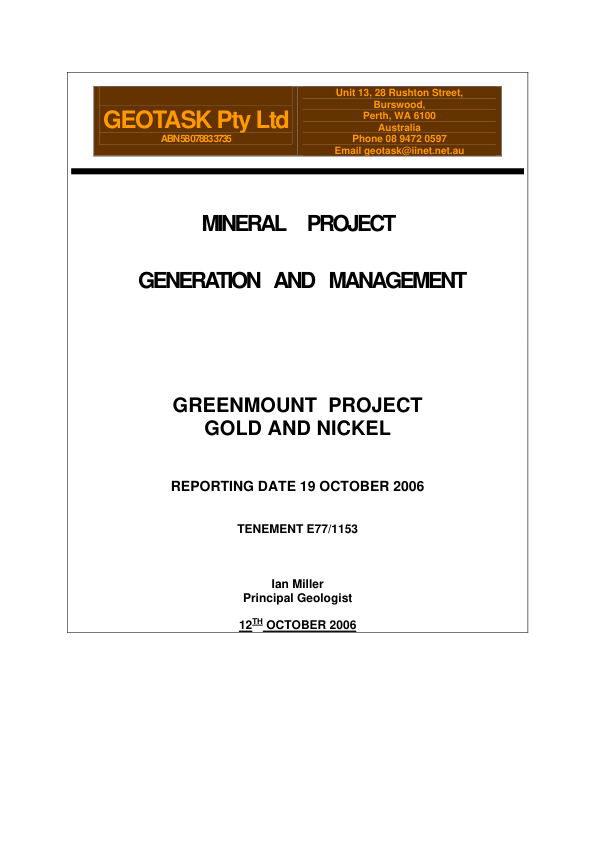 GEOTASK Pty Ltd
ABN 58 078 833 735
Unit 13, 28 Rushton Street,
Burswood,
Perth, WA 6100
Australia
Phone 08 9472 0597
Email geotask@iinet.net.au
MINERAL PROJECT
GENERATION AND MANAGEMENT
GREENMOUNT PROJECT
GOLD AND NICKEL
REPORTING DATE 19 OCTOBER 2006
TENEMENT E77/1153
Ian Miller
Principal Geologist
12TH OCTOBER 2006